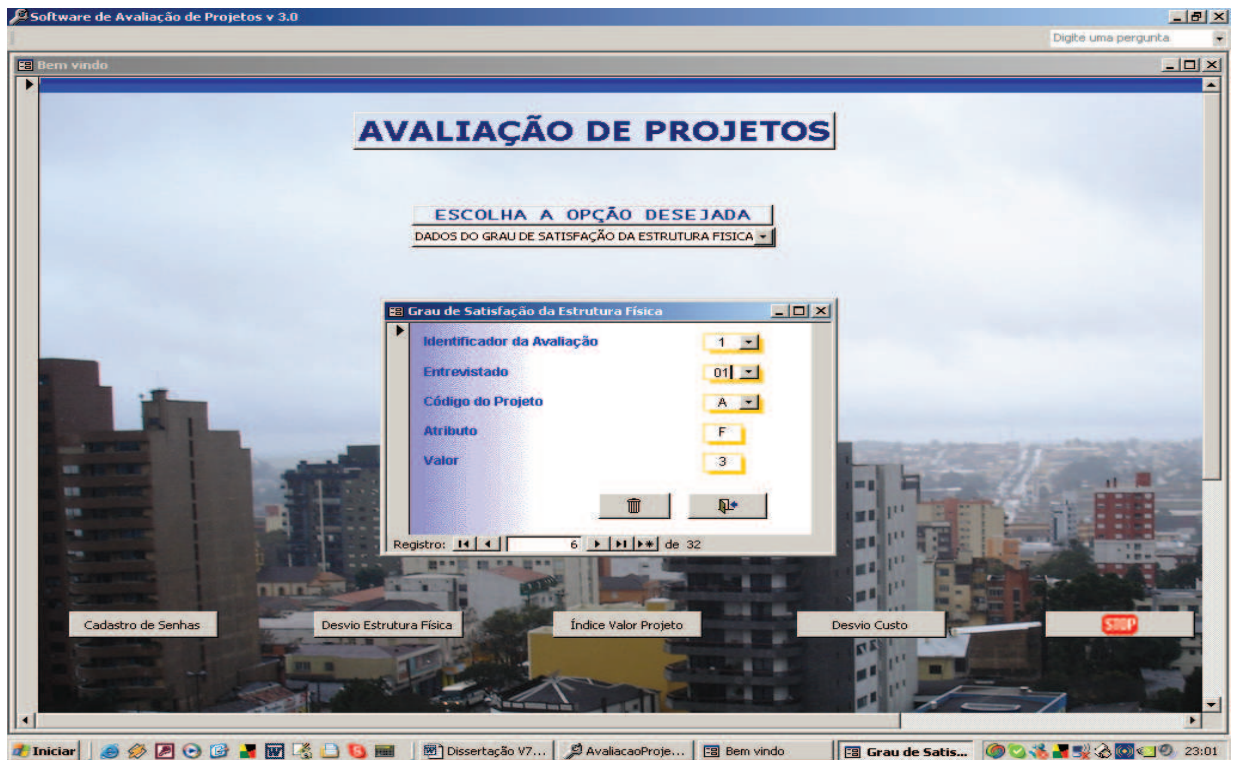 Software de Avaliação de Projetos v 3.0
Digite uma pergunta
Bem vindo
AVALIAÇÃO DE PROJETOS
ESCOLHA A OPÇÃO DESEJADA
DADOS DO GRAU DE SATISFAÇÃO DA ESTRUTURA FISICA
Grau de Satisfação da Estrutura Física
Identificador da Avaliação 1
Entrevistado 01
Código do Projeto A
Atributo F
Valor 3
Registro: 6 de 32
Cadastro de Senhas Desvio Estrutura Física Índice Valor Projeto Desvio Custo STOP
Iniciar Dissertação V7... AvaliacaoProje... Bem vindo Grau de Satis... 23:01